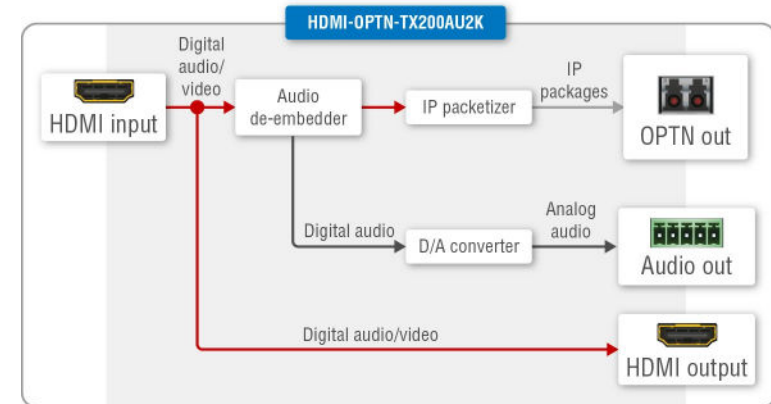 HDMI-OPTN-TX200AU2K
Digital
audio/
video
HDMI input
Audio
de-embedder
IP packetizer
IP
packages
OPTN out
Digital audio
D/A converter
Analog
audio
Audio out
Digital audio/video
HDMI output